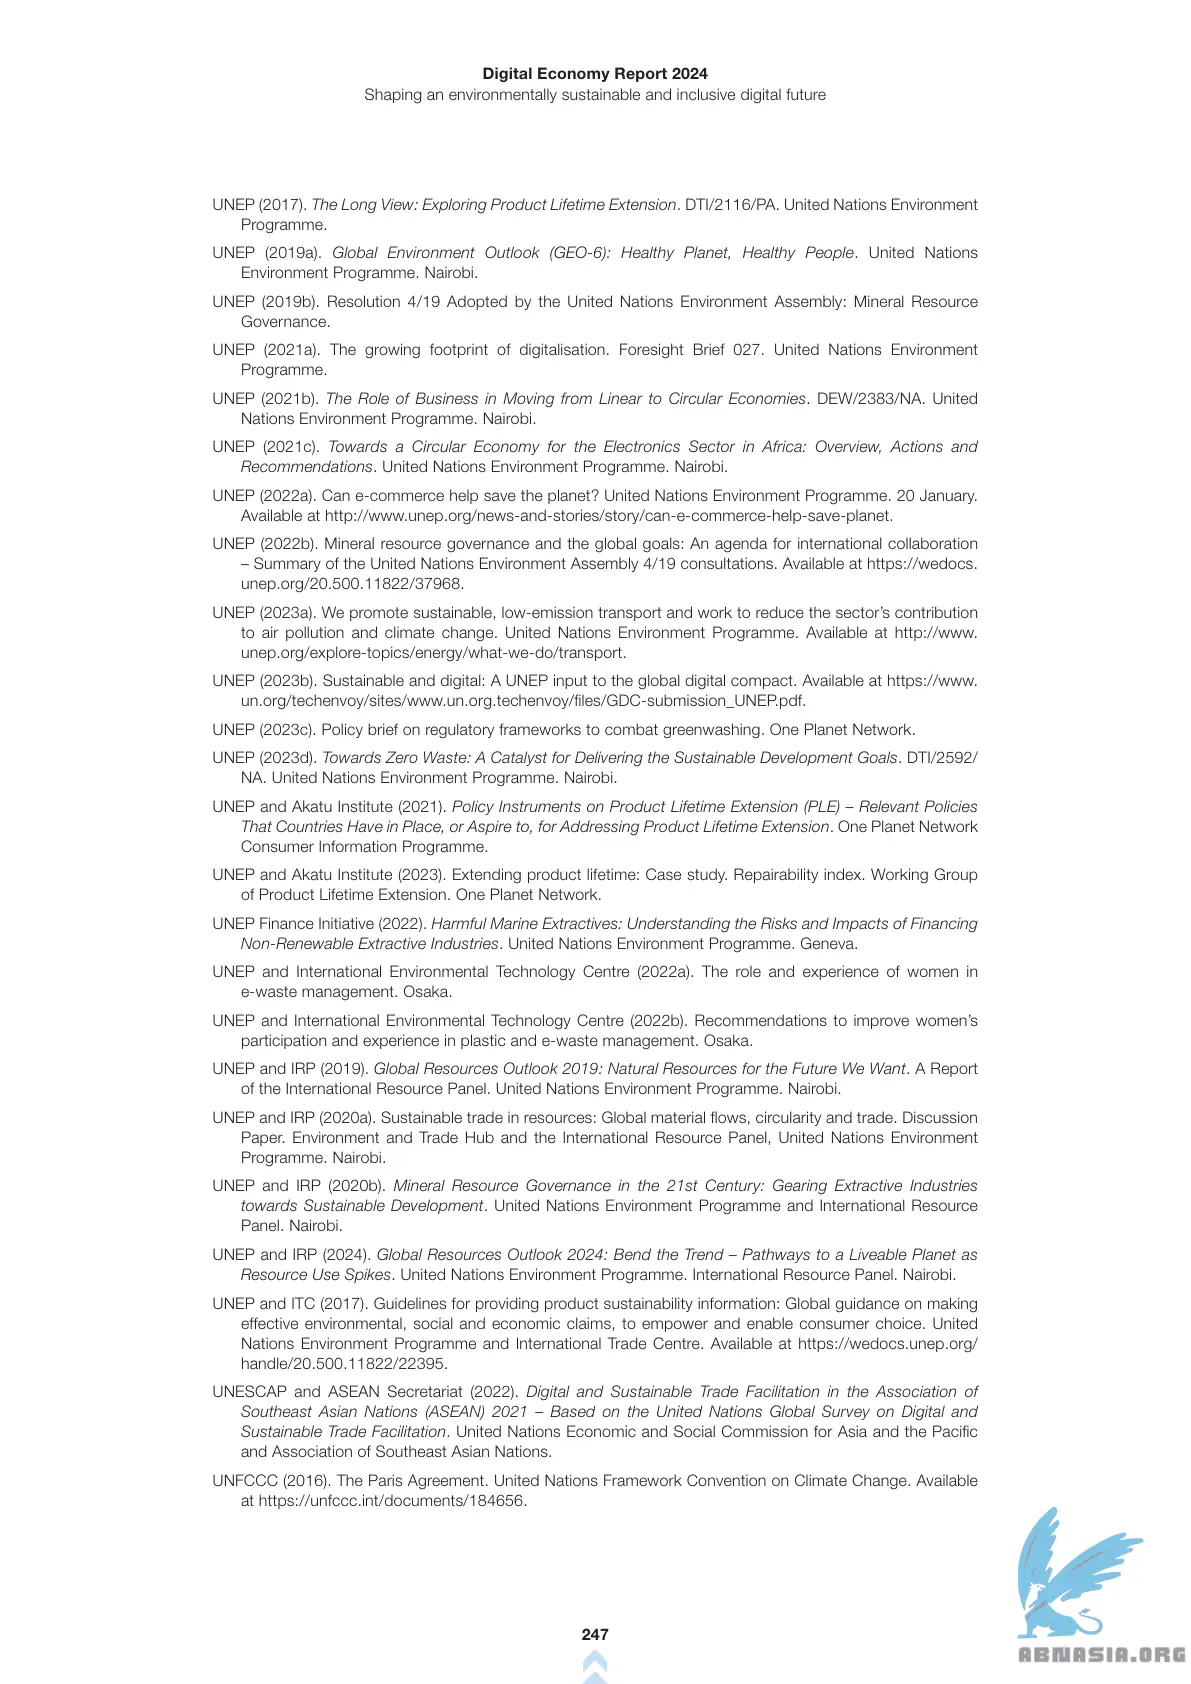 Digital Economy Report 2024
Shaping an environmentally sustainable and inclusive digital future
UNEP (2017). The Long View: Exploring Product Lifetime Extension. DTI/2116/PA. United Nations Environment
Programme.
UNEP (2019a). Global Environment Outlook (GEO-6): Healthy Planet, Healthy People. United Nations
Environment Programme. Nairobi.
UNEP (2019b). Resolution 4/19 Adopted by the United Nations Environment Assembly: Mineral Resource
Governance.
UNEP (2021a). The growing footprint of digitalisation. Foresight Brief 027. United Nations Environment
Programme.
UNEP (2021b). The Role of Business in Moving from Linear to Circular Economies. DEW/2383/NA. United
Nations Environment Programme. Nairobi.
UNEP (2021c). Towards a Circular Economy for the Electronics Sector in Africa: Overview, Actions and
Recommendations. United Nations Environment Programme. Nairobi.
UNEP (2022a). Can e-commerce help save the planet? United Nations Environment Programme. 20 January.
Available at http://www.unep.org/news-and-stories/story/can-e-commerce-help-save-planet.
UNEP (2022b). Mineral resource governance and the global goals: An agenda for international collaboration
– Summary of the United Nations Environment Assembly 4/19 consultations. Available at https://wedocs.
unep.org/20.500.11822/37968.
UNEP (2023a). We promote sustainable, low-emission transport and work to reduce the sector’s contribution
to air pollution and climate change. United Nations Environment Programme. Available at http://www.
unep.org/explore-topics/energy/what-we-do/transport.
UNEP (2023b). Sustainable and digital: A UNEP input to the global digital compact. Available at https://www.
un.org/techenvoy/sites/www.un.org.techenvoy/files/GDC-submission_UNEP.pdf.
UNEP (2023c). Policy brief on regulatory frameworks to combat greenwashing. One Planet Network.
UNEP (2023d). Towards Zero Waste: A Catalyst for Delivering the Sustainable Development Goals. DTI/2592/
NA. United Nations Environment Programme. Nairobi.
UNEP and Akatu Institute (2021). Policy Instruments on Product Lifetime Extension (PLE) – Relevant Policies
That Countries Have in Place, or Aspire to, for Addressing Product Lifetime Extension. One Planet Network
Consumer Information Programme.
UNEP and Akatu Institute (2023). Extending product lifetime: Case study. Repairability index. Working Group
of Product Lifetime Extension. One Planet Network.
UNEP Finance Initiative (2022). Harmful Marine Extractives: Understanding the Risks and Impacts of Financing
Non-Renewable Extractive Industries. United Nations Environment Programme. Geneva.
UNEP and International Environmental Technology Centre (2022a). The role and experience of women in
e-waste management. Osaka.
UNEP and International Environmental Technology Centre (2022b). Recommendations to improve women’s
participation and experience in plastic and e-waste management. Osaka.
UNEP and IRP (2019). Global Resources Outlook 2019: Natural Resources for the Future We Want. A Report
of the International Resource Panel. United Nations Environment Programme. Nairobi.
UNEP and IRP (2020a). Sustainable trade in resources: Global material flows, circularity and trade. Discussion
Paper. Environment and Trade Hub and the International Resource Panel, United Nations Environment
Programme. Nairobi.
UNEP and IRP (2020b). Mineral Resource Governance in the 21st Century: Gearing Extractive Industries
towards Sustainable Development. United Nations Environment Programme and International Resource
Panel. Nairobi.
UNEP and IRP (2024). Global Resources Outlook 2024: Bend the Trend – Pathways to a Liveable Planet as
Resource Use Spikes. United Nations Environment Programme. International Resource Panel. Nairobi.
UNEP and ITC (2017). Guidelines for providing product sustainability information: Global guidance on making
effective environmental, social and economic claims, to empower and enable consumer choice. United
Nations Environment Programme and International Trade Centre. Available at https://wedocs.unep.org/
handle/20.500.11822/22395.
UNESCAP and ASEAN Secretariat (2022). Digital and Sustainable Trade Facilitation in the Association of
Southeast Asian Nations (ASEAN) 2021 – Based on the United Nations Global Survey on Digital and
Sustainable Trade Facilitation. United Nations Economic and Social Commission for Asia and the Pacific
and Association of Southeast Asian Nations.
UNFCCC (2016). The Paris Agreement. United Nations Framework Convention on Climate Change. Available
at https://unfccc.int/documents/184656.
247
ABNASIA.ORG